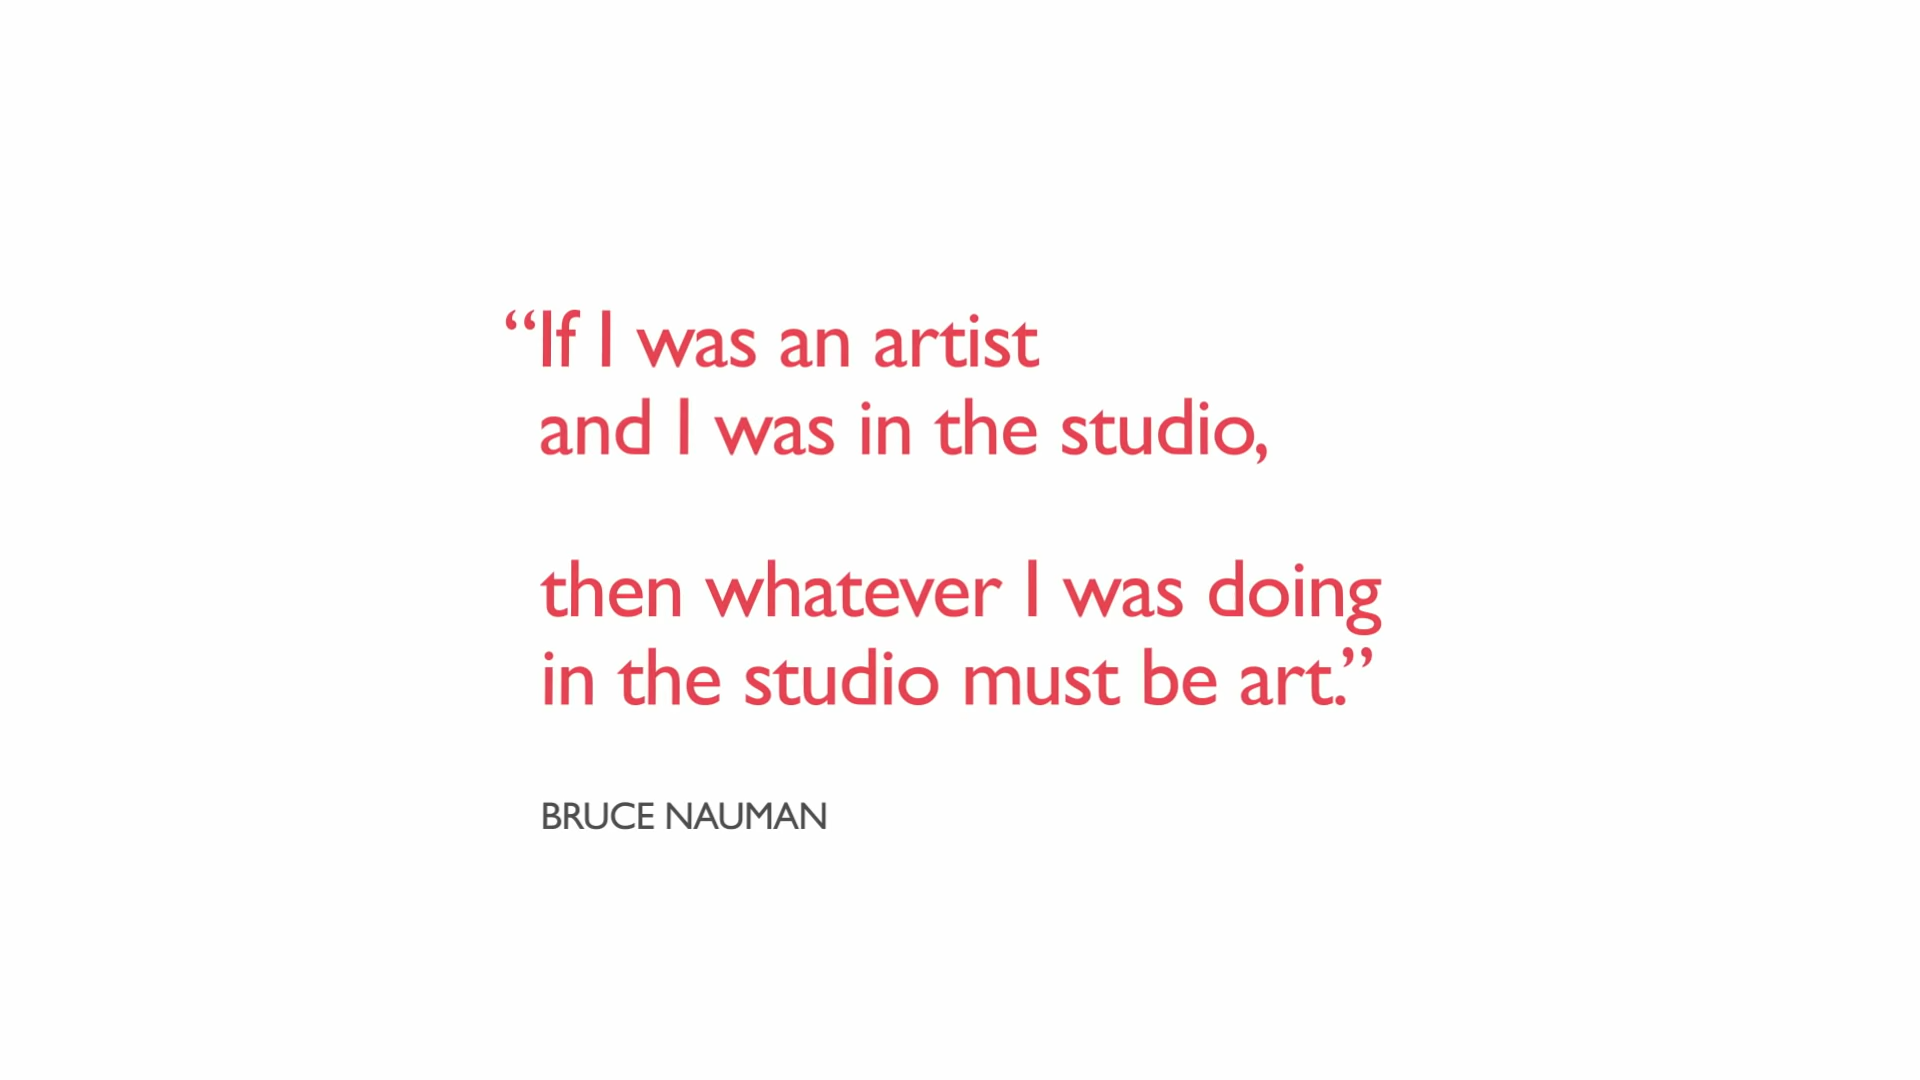 “If I was an artist
and I was in the studio,
then whatever I was doing
in the studio must be art.”
BRUCE NAUMAN